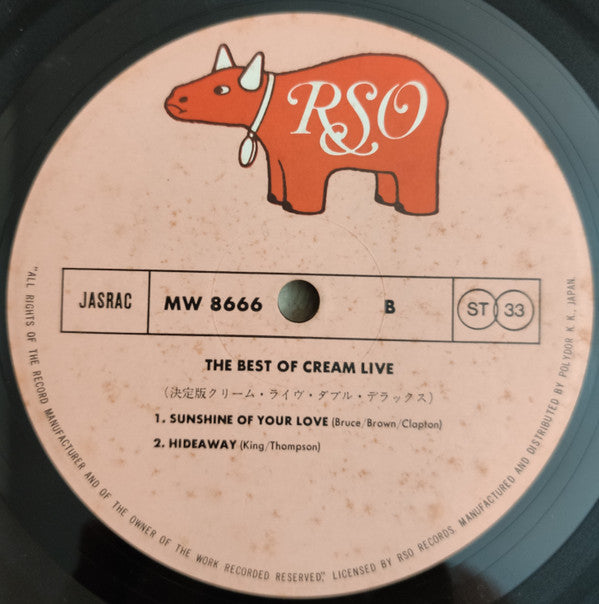 RSO
JASRAC
MW 8666
B
ST 33
THE BEST OF CREAM LIVE
(決定版クリーム・ライヴ・ダブル・デラックス)
1. SUNSHINE OF YOUR LOVE (Bruce/Brown/Clapton)
2. HIDEAWAY (King/Thompson)
"ALL RIGHTS OF THE RECORD MANUFACTURER AND OF THE OWNER OF THE WORK RECORDED RESERVED," LICENSED BY RSO RECORDS, MANUFACTURED AND DISTRIBUTED BY POLYDOR K.K., JAPAN.